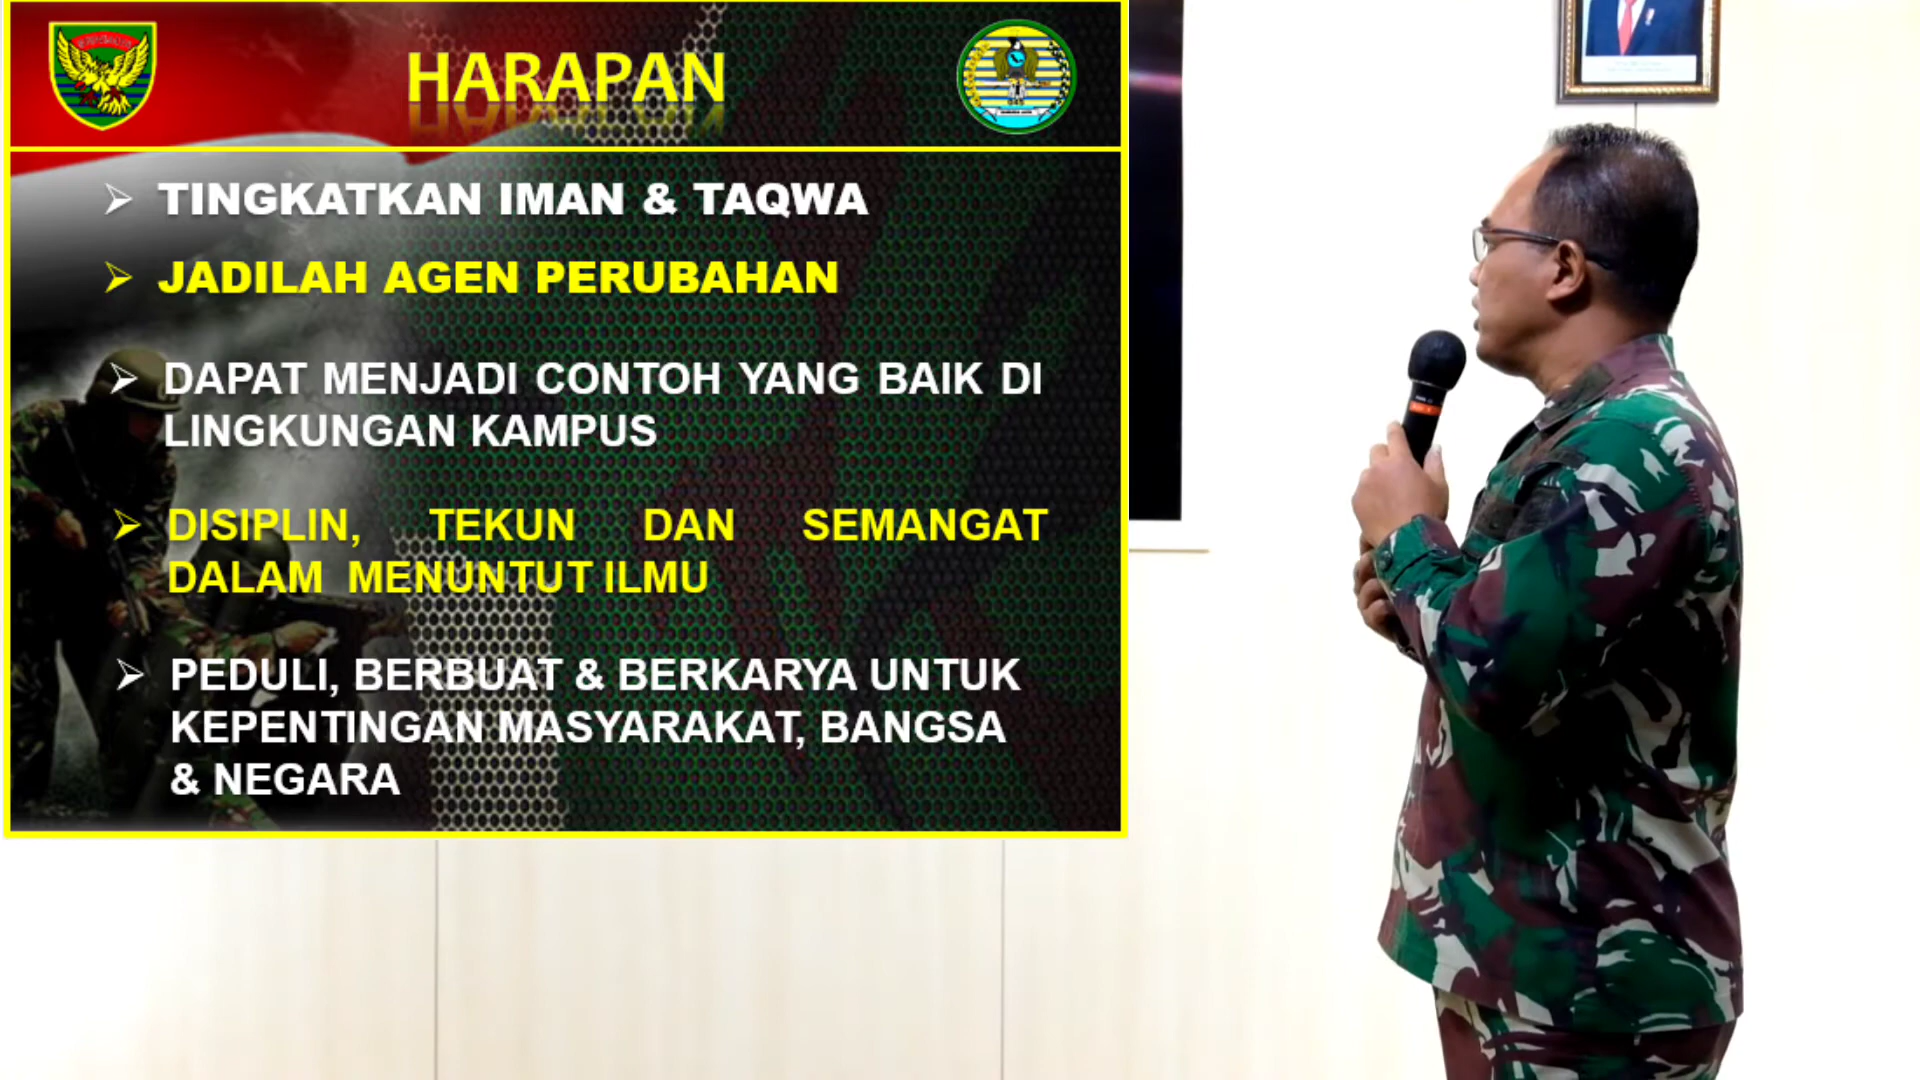 HARAPAN
TINGKATKAN IMAN & TAQWA
JADILAH AGEN PERUBAHAN
DAPAT MENJADI CONTOH YANG BAIK DI
LINGKUNGAN KAMPUS
DISIPLIN, TEKUN DAN SEMANGAT
DALAM MENUNTUT ILMU
PEDULI, BERBUAT & BERKARYA UNTUK
KEPENTINGAN MASYARAKAT, BANGSA
& NEGARA
045